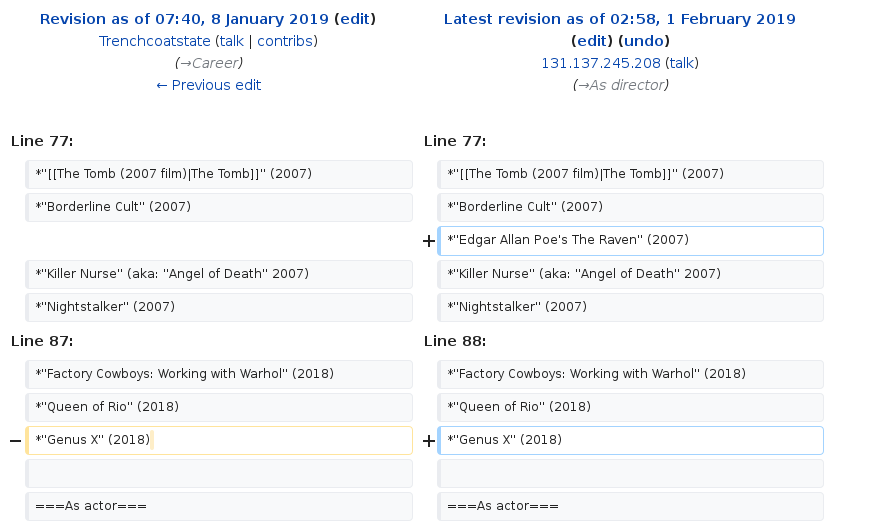 Revision as of 07:40, 8 January 2019 (edit)
Trenchcoatstate (talk | contribs)
(→Career)
← Previous edit
Latest revision as of 02:58, 1 February 2019
(edit) (undo)
131.137.245.208 (talk)
(→As director)
Line 77:
Line 77:
*''[[The Tomb (2007 film)|The Tomb]]'' (2007)
*''[[The Tomb (2007 film)|The Tomb]]'' (2007)
*''Borderline Cult'' (2007)
*''Borderline Cult'' (2007)
+ *''Edgar Allan Poe's The Raven'' (2007)
*''Killer Nurse'' (aka: ''Angel of Death'' 2007)
*''Killer Nurse'' (aka: ''Angel of Death'' 2007)
*''Nightstalker'' (2007)
*''Nightstalker'' (2007)
Line 87:
Line 88:
*''Factory Cowboys: Working with Warhol'' (2018)
*''Factory Cowboys: Working with Warhol'' (2018)
*''Queen of Rio'' (2018)
*''Queen of Rio'' (2018)
− *''Genus X'' (2018)
+ *''Genus X'' (2018)
===As actor===
===As actor===